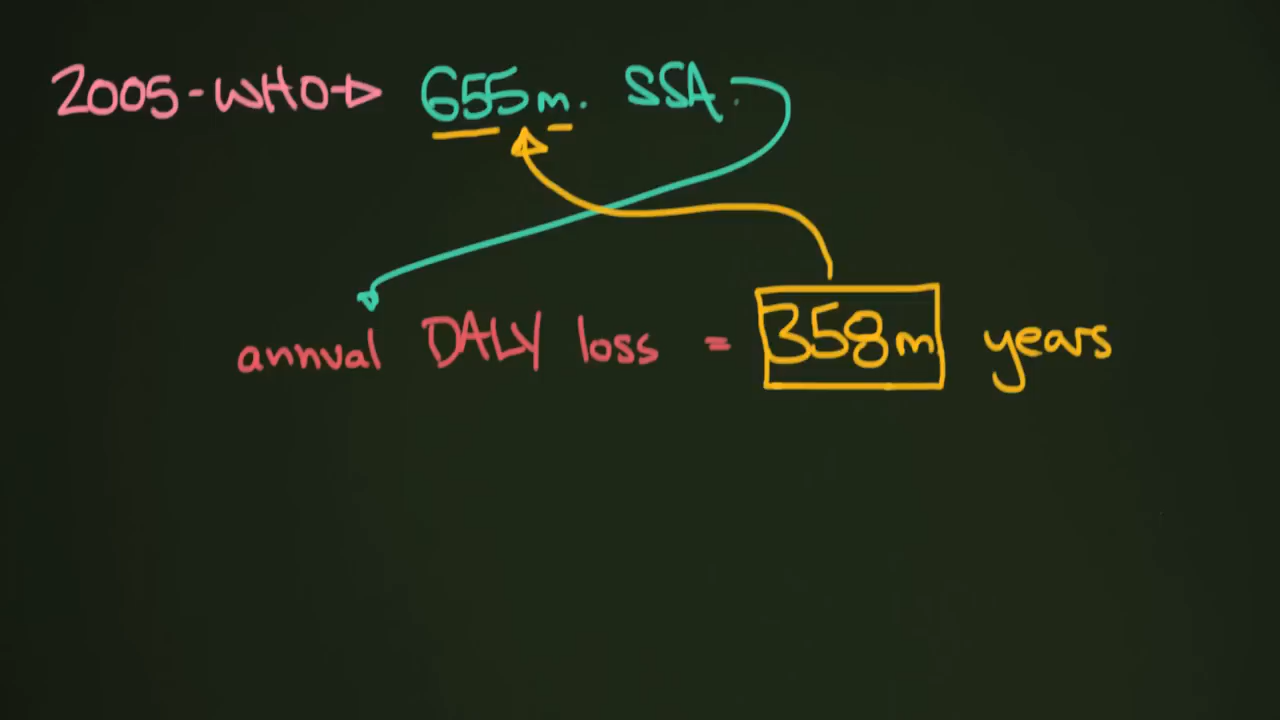 2005-WHO→ 655m. SSA.
annual DALY loss = 358m years